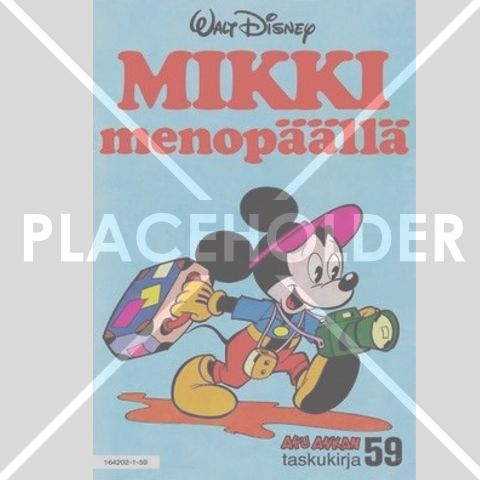 Walt Disney
MIKKI
menopäällä
PLACEHOLDER
AKU ANKAN
taskukirja 59
164202-1-59